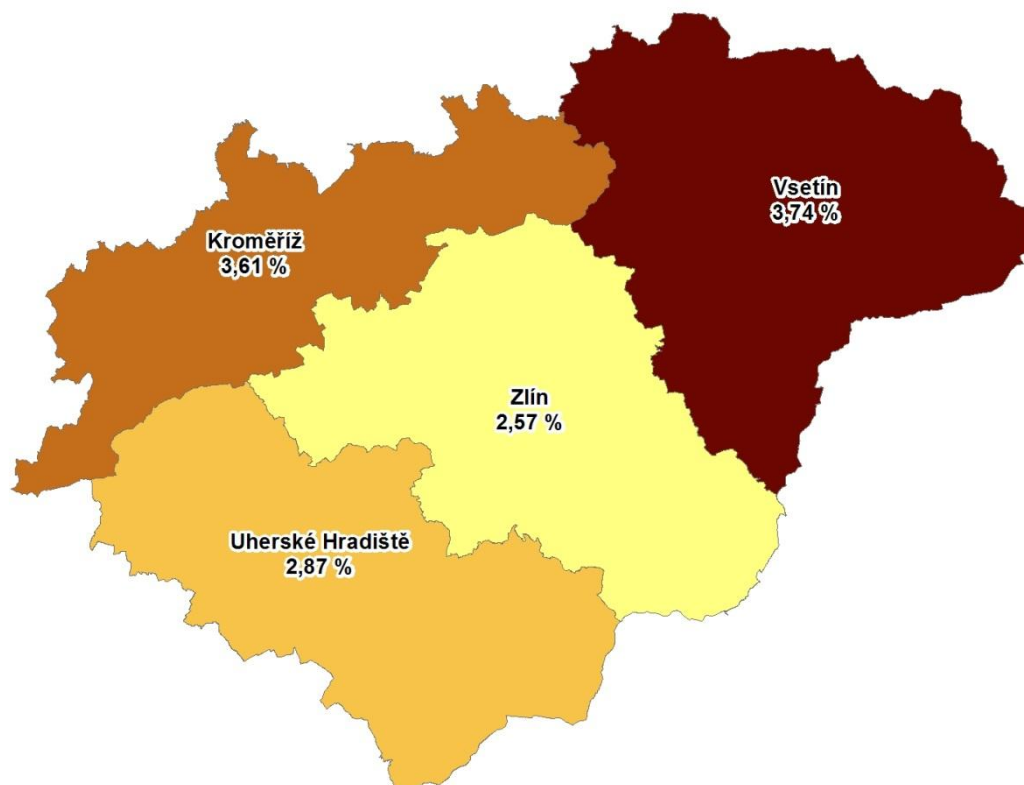 Vsetín
3,74 %
Kroměříž
3,61 %
Zlín
2,57 %
Uherské Hradiště
2,87 %